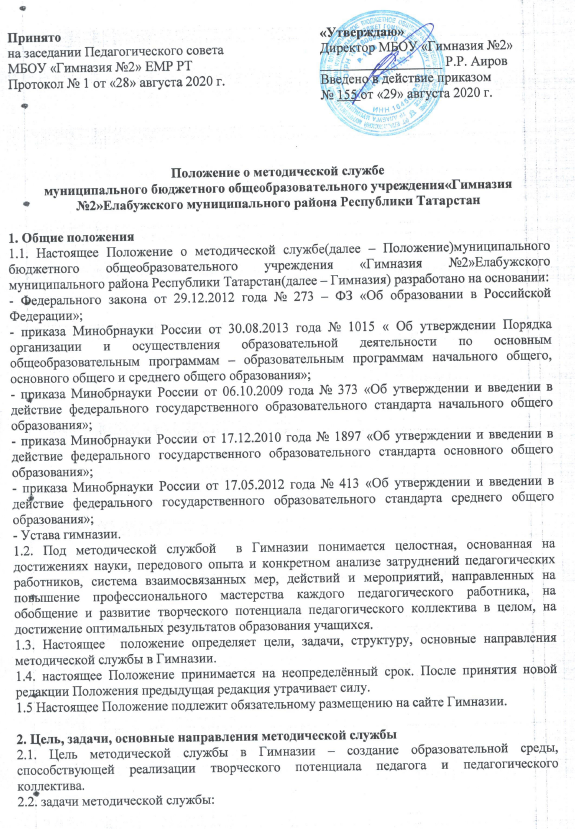 Принято
на заседании Педагогического совета
МБОУ «Гимназия №2» ЕМР РТ
Протокол № 1 от «28» августа 2020 г.
«Утверждаю»
Директор МБОУ «Гимназия №2»
Р.Р. Аиров
Введено в действие приказом
№ 155 от «29» августа 2020 г.
Положение о методической службе
муниципального бюджетного общеобразовательного учреждения«Гимназия
№2»Елабужского муниципального района Республики Татарстан
1. Общие положения
1.1. Настоящее Положение о методической службе(далее – Положение)муниципального
бюджетного общеобразовательного учреждения «Гимназия №2»Елабужского
муниципального района Республики Татарстан(далее – Гимназия) разработано на основании:
- Федерального закона от 29.12.2012 года № 273 – ФЗ «Об образовании в Российской
Федерации»;
- приказа Минобрнауки России от 30.08.2013 года № 1015 « Об утверждении Порядка
организации и осуществления образовательной деятельности по основным
общеобразовательным программам – образовательным программам начального общего,
основного общего и среднего общего образования»;
- приказа Минобрнауки России от 06.10.2009 года № 373 «Об утверждении и введении в
действие федерального государственного образовательного стандарта начального общего
образования»;
- приказа Минобрнауки России от 17.12.2010 года № 1897 «Об утверждении и введении в
действие федерального государственного образовательного стандарта основного общего
образования»;
- приказа Минобрнауки России от 17.05.2012 года № 413 «Об утверждении и введении в
действие федерального государственного образовательного стандарта среднего общего
образования»;
- Устава гимназии.
1.2. Под методической службой в Гимназии понимается целостная, основанная на
достижениях науки, передового опыта и конкретном анализе затруднений педагогических
работников, система взаимосвязанных мер, действий и мероприятий, направленных на
повышение профессионального мастерства каждого педагогического работника, на
обобщение и развитие творческого потенциала педагогического коллектива в целом, на
достижение оптимальных результатов образования учащихся.
1.3. Настоящее положение определяет цели, задачи, структуру, основные направления
методической службы в Гимназии.
1.4. настоящее Положение принимается на неопределённый срок. После принятия новой
редакции Положения предыдущая редакция утрачивает силу.
1.5 Настоящее Положение подлежит обязательному размещению на сайте Гимназии.
2. Цель, задачи, основные направления методической службы
2.1. Цель методической службы в Гимназии – создание образовательной среды,
способствующей реализации творческого потенциала педагога и педагогического
коллектива.
2.2. задачи методической службы: